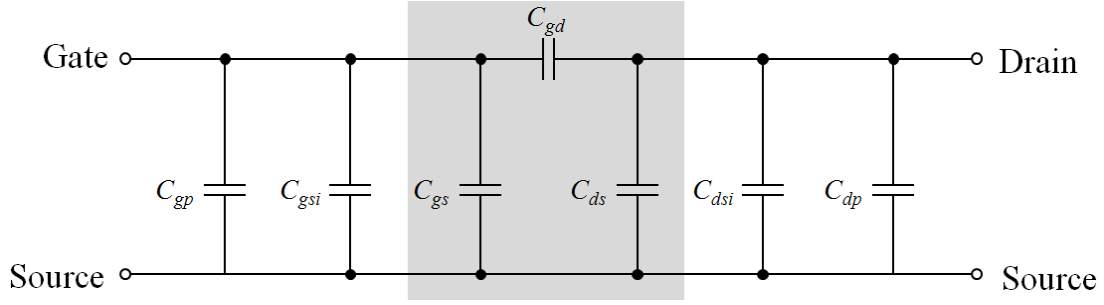 C_gd
Gate
Drain
C_gp
C_gsi
C_gs
C_ds
C_dsi
C_dp
Source
Source